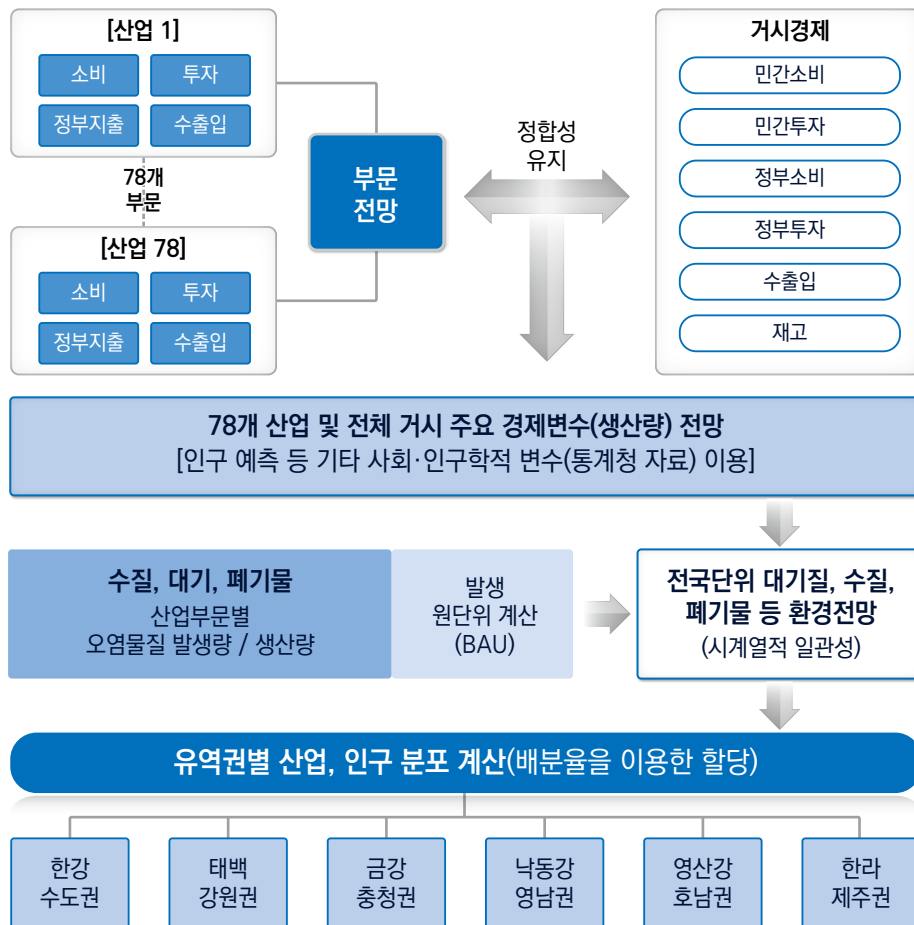 [산업 1]
소비
투자
정부지출
수출입
78개
부문
[산업 78]
소비
투자
정부지출
수출입
부문
전망
정합성
유지
거시경제
민간소비
민간투자
정부소비
정부투자
수출입
재고
78개 산업 및 전체 거시 주요 경제변수(생산량) 전망
[인구 예측 등 기타 사회·인구학적 변수(통계청 자료) 이용]
수질, 대기, 폐기물
산업부문별
오염물질 발생량 / 생산량
발생
원단위 계산
(BAU)
전국단위 대기질, 수질,
폐기물 등 환경전망
(시계열적 일관성)
유역권별 산업, 인구 분포 계산(배분율을 이용한 할당)
한강
수도권
태백
강원권
금강
충청권
낙동강
영남권
영산강
호남권
한라
제주권